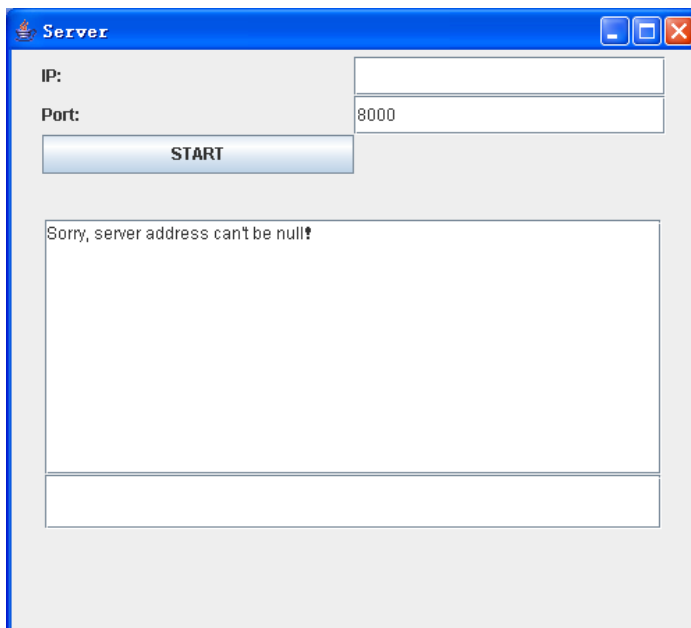 Server
IP:
Port: 8000
START
Sorry, server address can't be null!